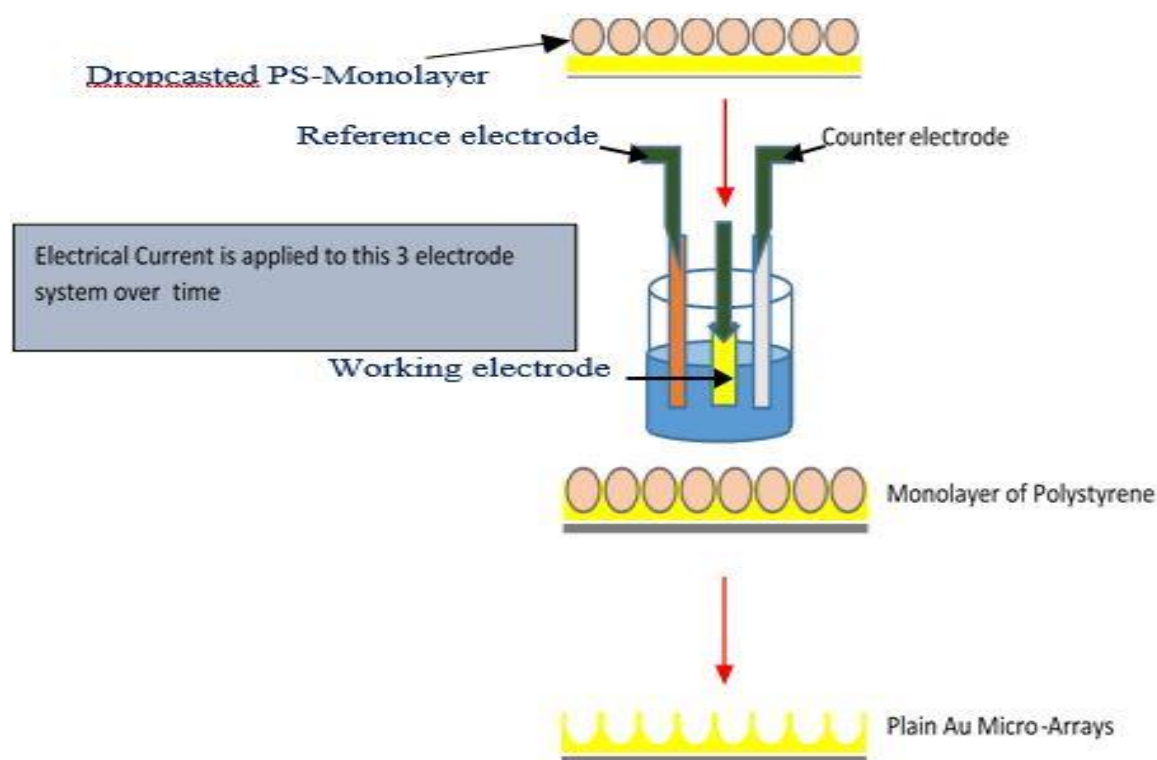 Dropcasted PS-Monolayer
Reference electrode
Counter electrode
Electrical Current is applied to this 3 electrode
system over time
Working electrode
Monolayer of Polystyrene
Plain Au Micro-Arrays